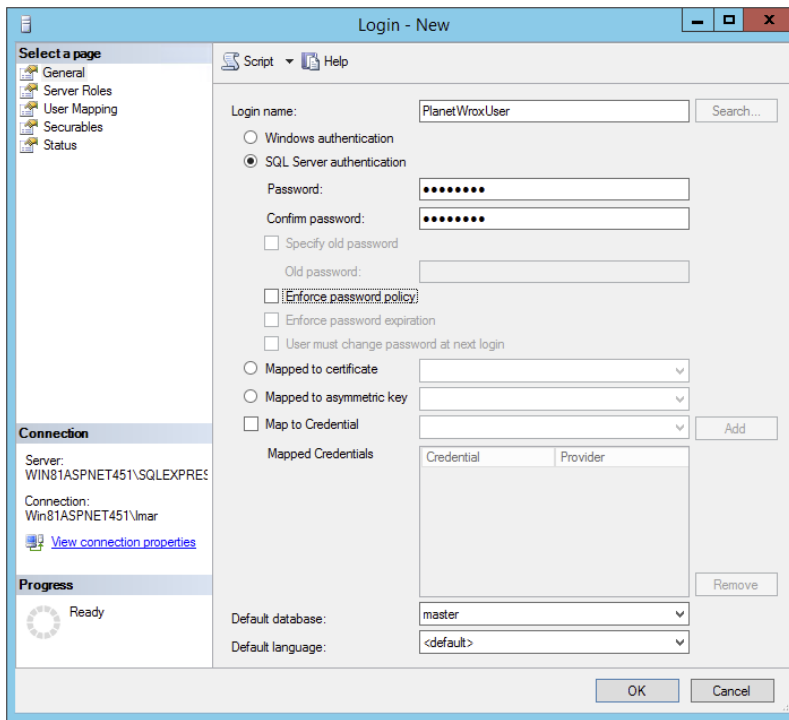 Login - New
Select a page
General
Server Roles
User Mapping
Securables
Status
Script
Help
Login name:
PlanetWroxUser
Search...
Windows authentication
SQL Server authentication
Password:
●●●●●●●●
Confirm password:
●●●●●●●●
Specify old password
Old password:
Enforce password policy
Enforce password expiration
User must change password at next login
Mapped to certificate
Mapped to asymmetric key
Map to Credential
Add
Mapped Credentials
Credential
Provider
Remove
Default database:
master
Default language:
<default>
Connection
Server:
WIN81ASPNET451\SQLEXPRES
Connection:
Win81ASPNET451\Imar
View connection properties
Progress
Ready
OK
Cancel